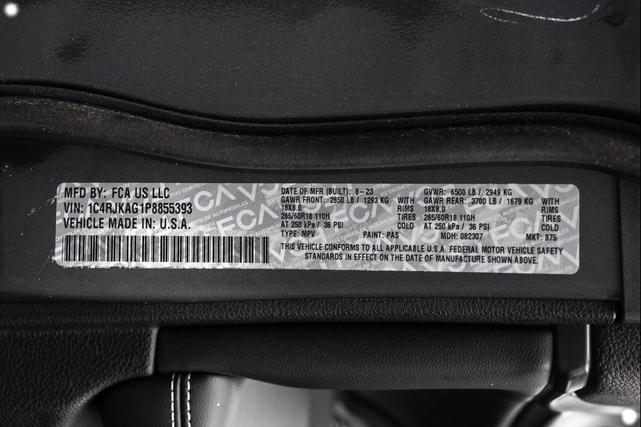 MFD BY: FCA US LLC
VIN: 1C4RJKAG1P8855393
VEHICLE MADE IN: U.S.A.
DATE OF MFR (BUILT): 8-23 GVWR: 6500 LB / 2949 KG
GAWR FRONT: 2850 LB / 1293 KG WITH GAWR REAR: 3700 LB / 1679 KG WITH
18X8.0 RIMS 18X8.0 RIMS
265/60R18 110H TIRES 265/60R18 110H TIRES
AT 250 kPa / 36 PSI COLD AT 250 kPa / 36 PSI COLD
TYPE: MPV PAINT: PAS MDH: 082307 MKT: 875
THIS VEHICLE CONFORMS TO ALL APPLICABLE U.S.A. FEDERAL MOTOR VEHICLE SAFETY
STANDARDS IN EFFECT ON THE DATE OF MANUFACTURE SHOWN ABOVE.